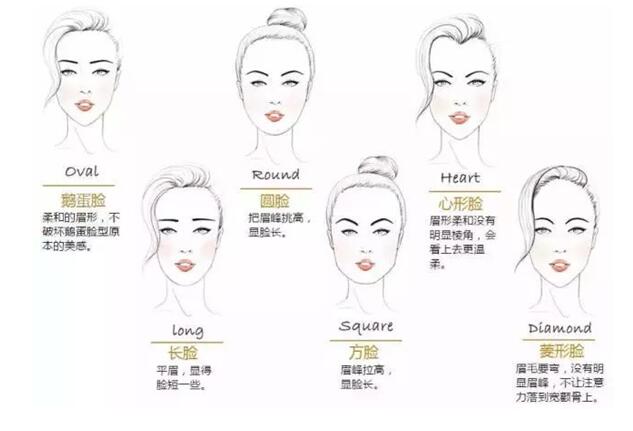 Oval
鹅蛋脸
柔和的眉形，不
破坏鹅蛋脸型原
本的美感。
Round
圆脸
把眉峰挑高，
显脸长。
Heart
心形脸
眉形柔和没有
明显棱角，会
看上去更温
柔。
long
长脸
平眉，显得
脸短一些。
Square
方脸
眉峰拉高，
显脸长。
Diamond
菱形脸
眉毛要弯，没有明
显眉峰，不让注意
力落到宽颧骨上。